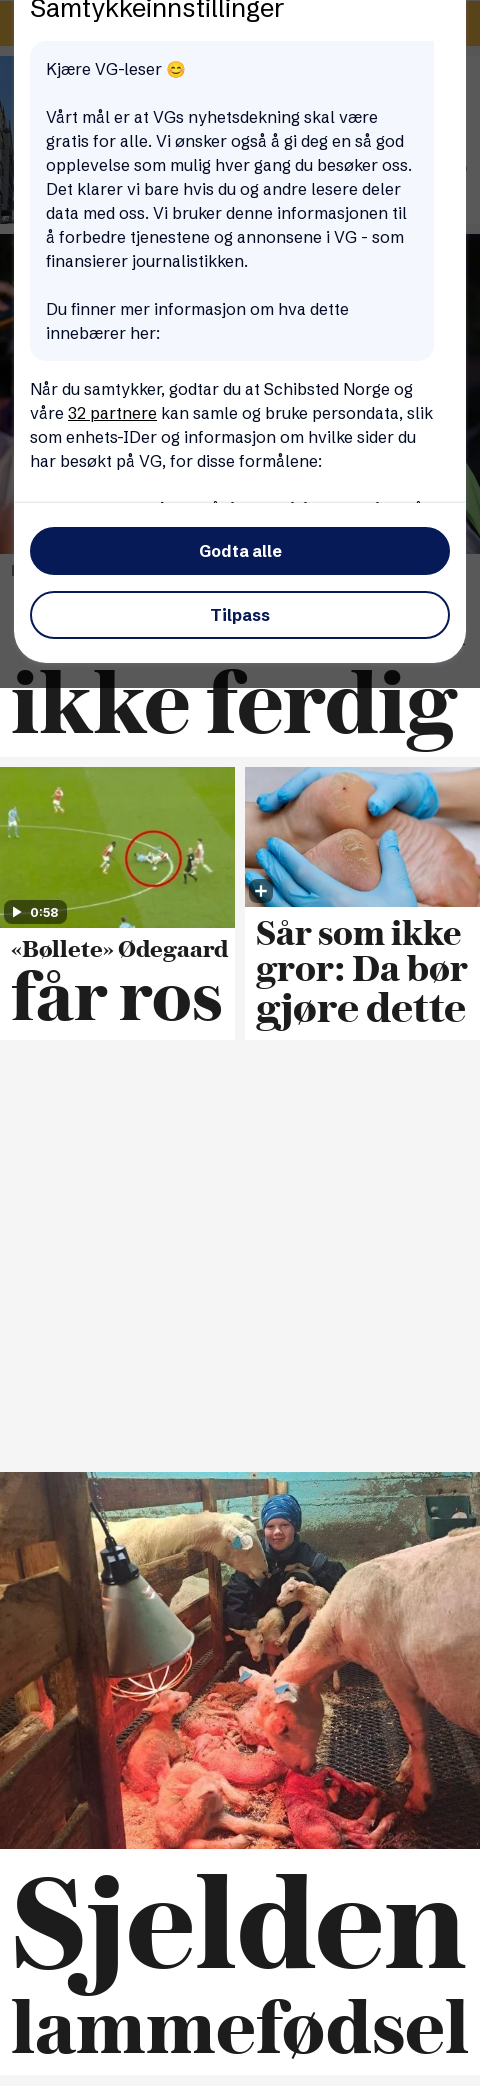 Samtykkeinnstillinger
Kjære VG-leser 😊
Vårt mål er at VGs nyhetsdekning skal være
gratis for alle. Vi ønsker også å gi deg en så god
opplevelse som mulig hver gang du besøker oss.
Det klarer vi bare hvis du og andre lesere deler
data med oss. Vi bruker denne informasjonen til
å forbedre tjenestene og annonsene i VG - som
finansierer journalistikken.
Du finner mer informasjon om hva dette
innebærer her:
Når du samtykker, godtar du at Schibsted Norge og
våre 32 partnere kan samle og bruke persondata, slik
som enhets-IDer og informasjon om hvilke sider du
har besøkt på VG, for disse formålene:
Godta alle
Tilpass
ikke ferdig
0:58
«Bøllete» Ødegaard
får ros
Sår som ikke
gror: Da bør
gjøre dette
Sjelden
lammefødsel